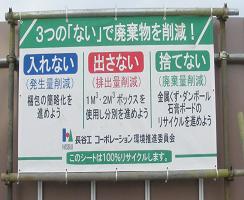 3つの「ない」で廃棄物を削減!
入れない
(発生量削減)
梱包の簡略化を
進めよう
出さない
(排出量削減)
1M³・2M³ボックスを
使用し分別を進めよう
捨てない
(廃棄量削減)
金属くず・ダンボール
石膏ボードの
リサイクルを進めよう
長谷工 コーポレーション 環境推進委員会
このシートは100%リサイクルします。